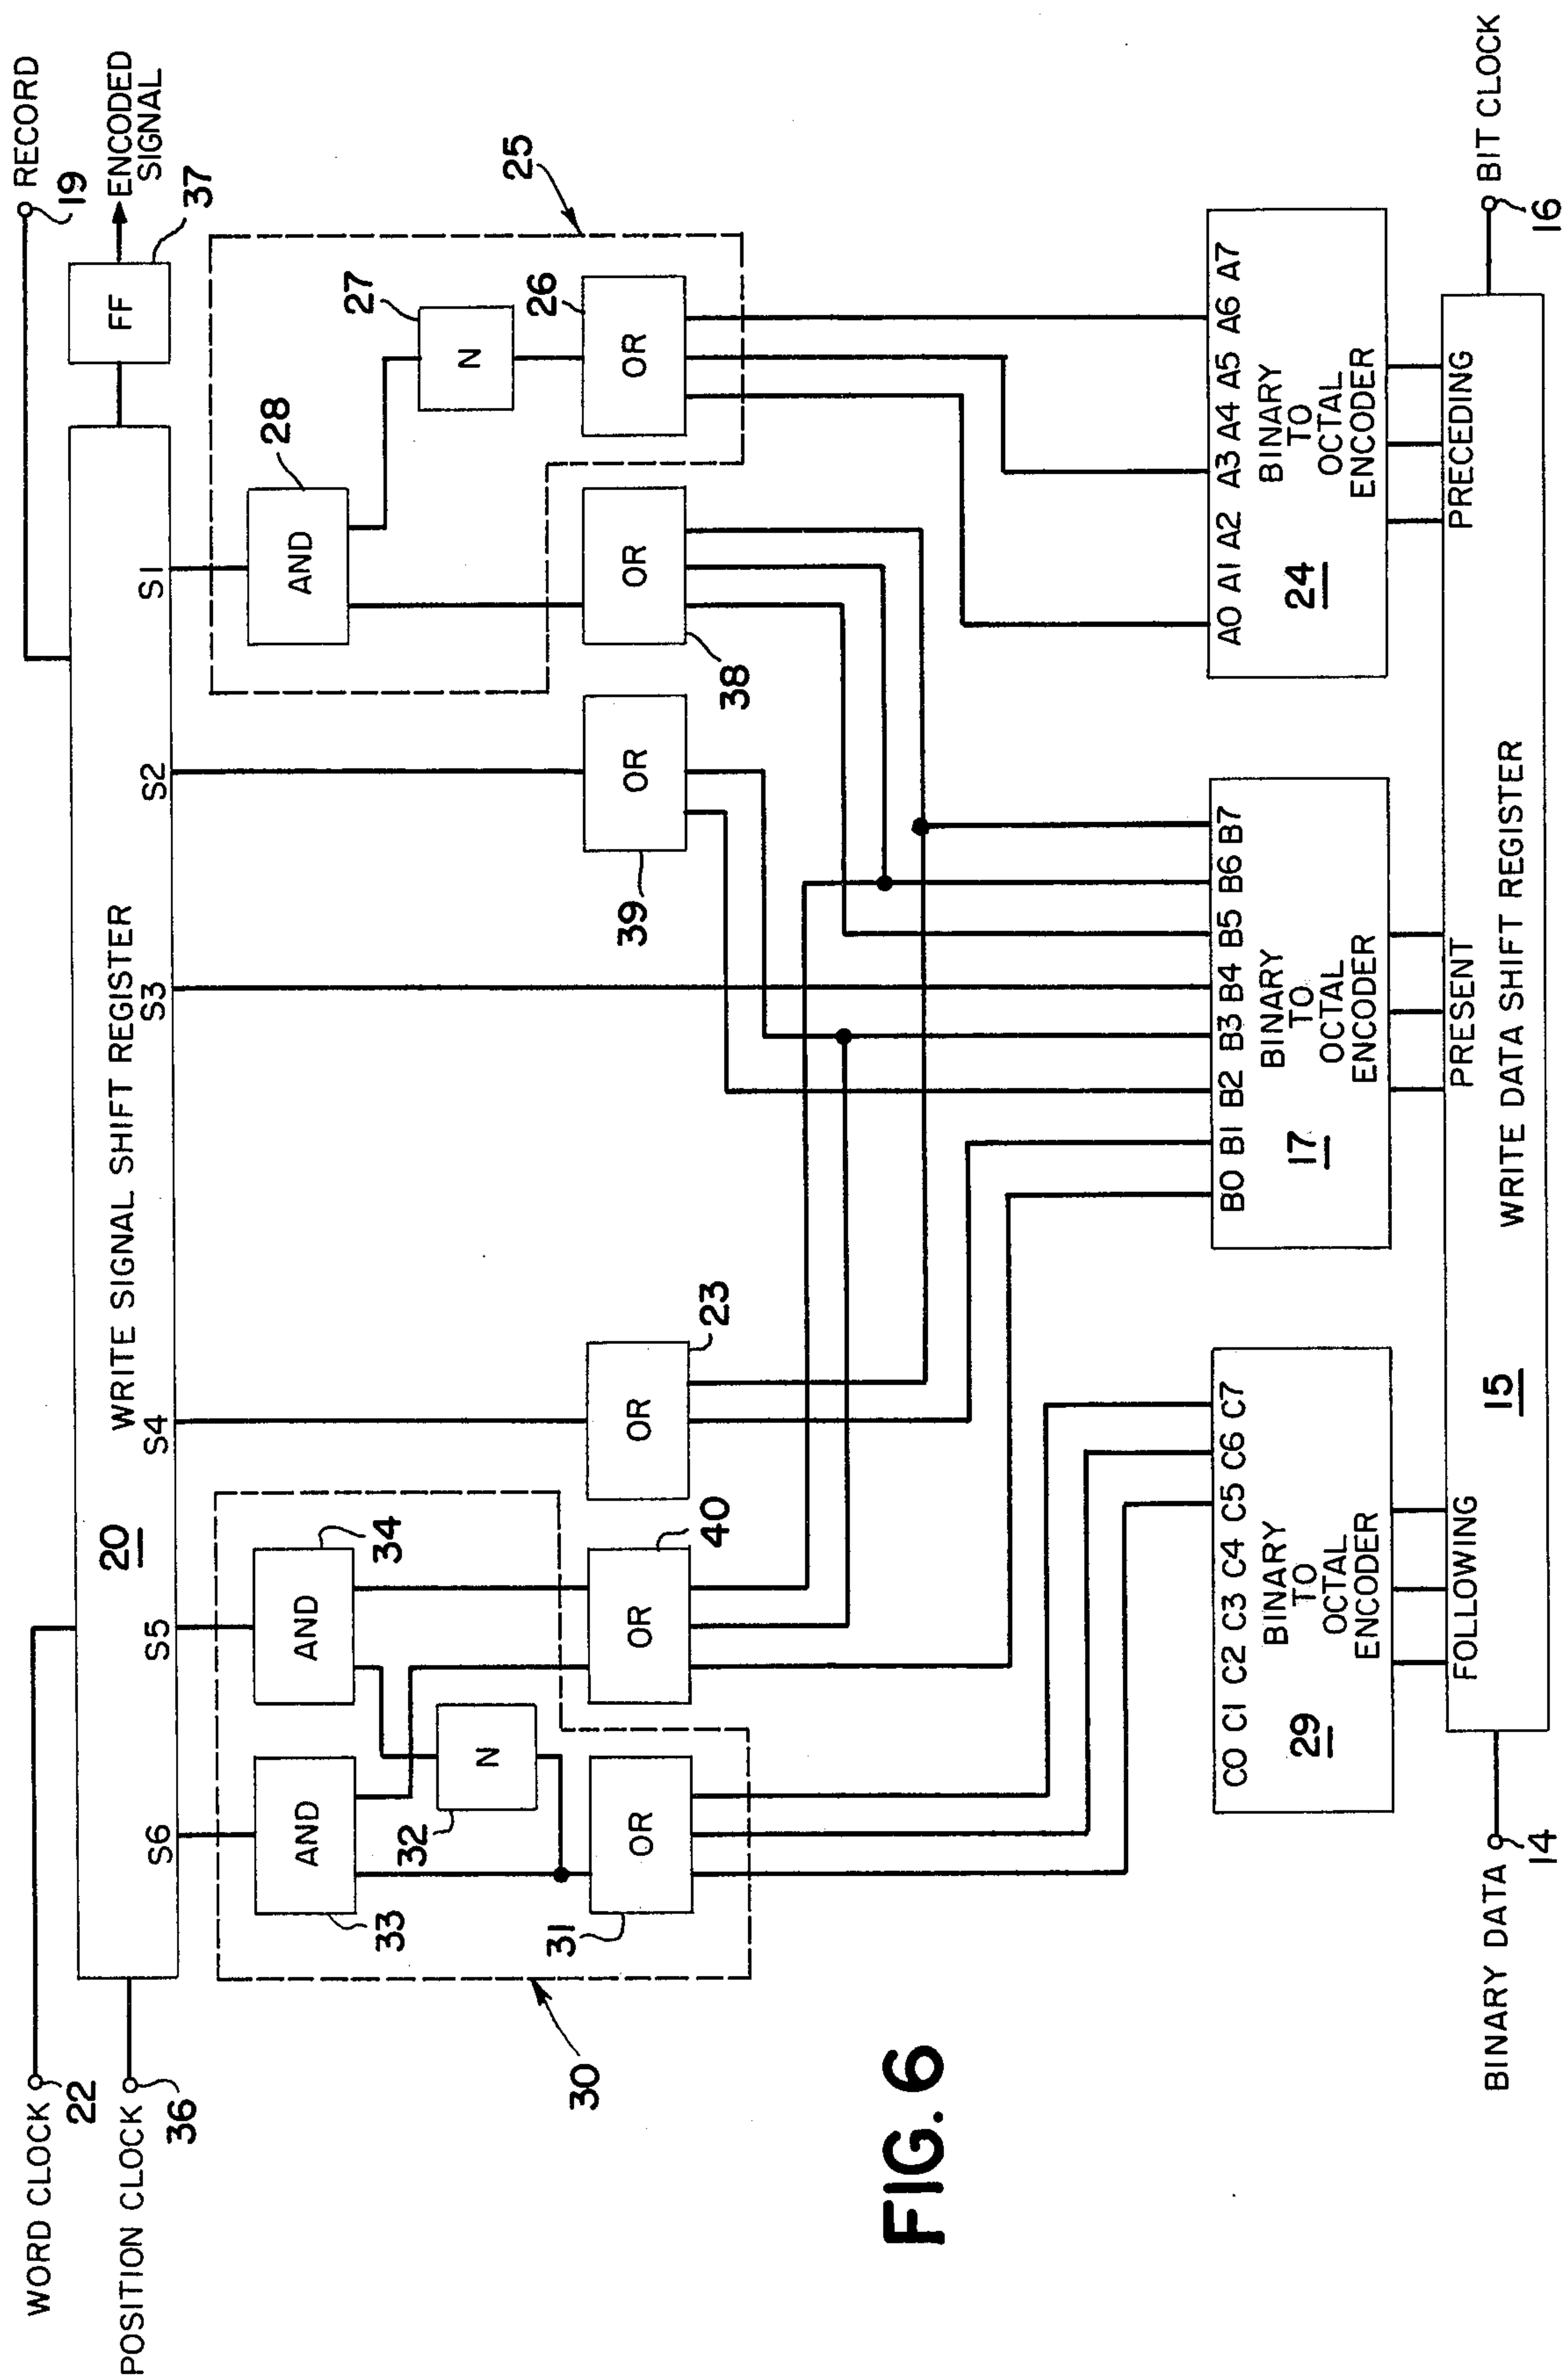 WORD CLOCK
22
POSITION CLOCK
36
RECORD
19
ENCODED
SIGNAL
FF
37
WRITE SIGNAL SHIFT REGISTER
20
S6
S5
S4
S3
S2
S1
AND
33
AND
34
N
32
OR
31
30
OR
40
OR
23
OR
39
OR
38
AND
28
N
27
OR
26
25
C0 C1 C2 C3 C4 C5 C6 C7
BINARY
TO
OCTAL
ENCODER
29
B0 B1 B2 B3 B4 B5 B6 B7
BINARY
TO
OCTAL
ENCODER
17
A0 A1 A2 A3 A4 A5 A6 A7
BINARY
TO
OCTAL
ENCODER
24
FOLLOWING
PRESENT
PRECEDING
15
WRITE DATA SHIFT REGISTER
BINARY DATA
14
BIT CLOCK
16
FIG. 6